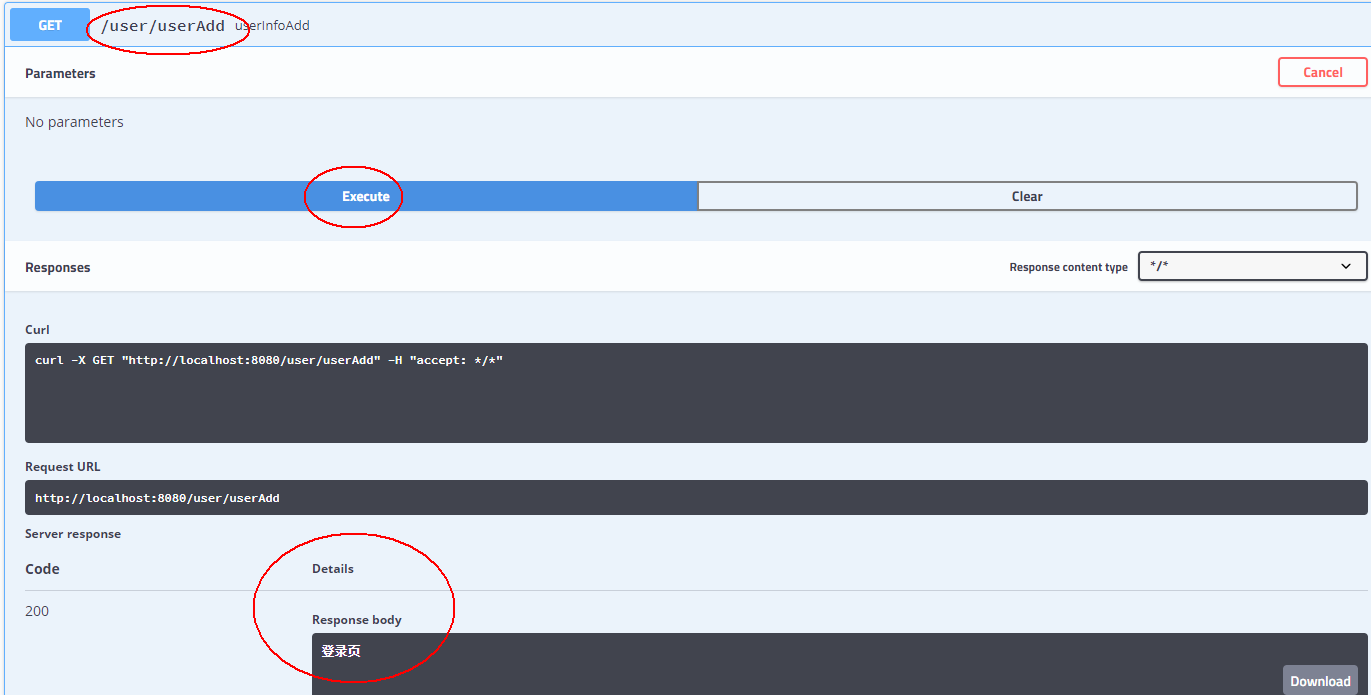 GET /user/userAdd userInfoAdd
Parameters
Cancel
No parameters
Execute
Clear
Responses
Response content type
*/*
Curl
curl -X GET "http://localhost:8080/user/userAdd" -H "accept: */*"
Request URL
http://localhost:8080/user/userAdd
Server response
Code
Details
200
Response body
登录页
Download